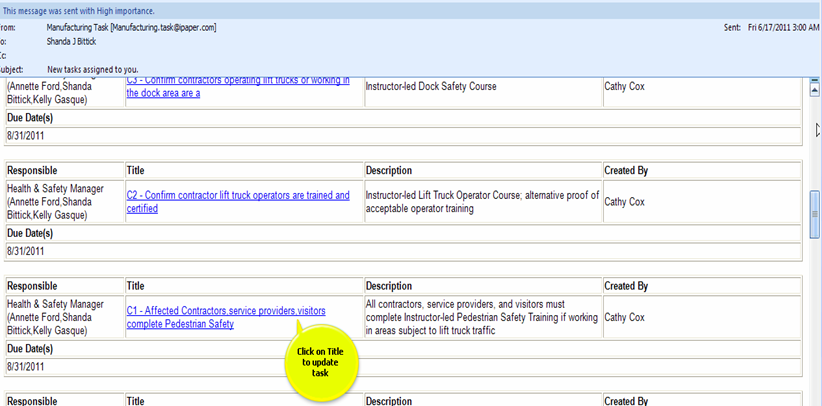 This message was sent with High importance.
From: Manufacturing Task [Manufacturing.task@ipaper.com] Sent: Fri 6/17/2011 3:00 AM
To: Shanda J Bittick
Cc:
Subject: New tasks assigned to you.
(Annette Ford,Shanda
Bittick,Kelly Gasque)
C3 - Confirm contractors operating lift trucks or working in
the dock area are a
Instructor-led Dock Safety Course
Cathy Cox
Due Date(s)
8/31/2011
Responsible Title Description Created By
Health & Safety Manager
(Annette Ford,Shanda
Bittick,Kelly Gasque)
C2 - Confirm contractor lift truck operators are trained and
certified
Instructor-led Lift Truck Operator Course; alternative proof of
acceptable operator training
Cathy Cox
Due Date(s)
8/31/2011
Responsible Title Description Created By
Health & Safety Manager
(Annette Ford,Shanda
Bittick,Kelly Gasque)
C1 - Affected Contractors,service providers,visitors
complete Pedestrian Safety
All contractors, service providers, and visitors must
complete Instructor-led Pedestrian Safety Training if working
in areas subject to lift truck traffic
Cathy Cox
Click on Title
to update
task
Due Date(s)
8/31/2011
Responsible Title Description Created By